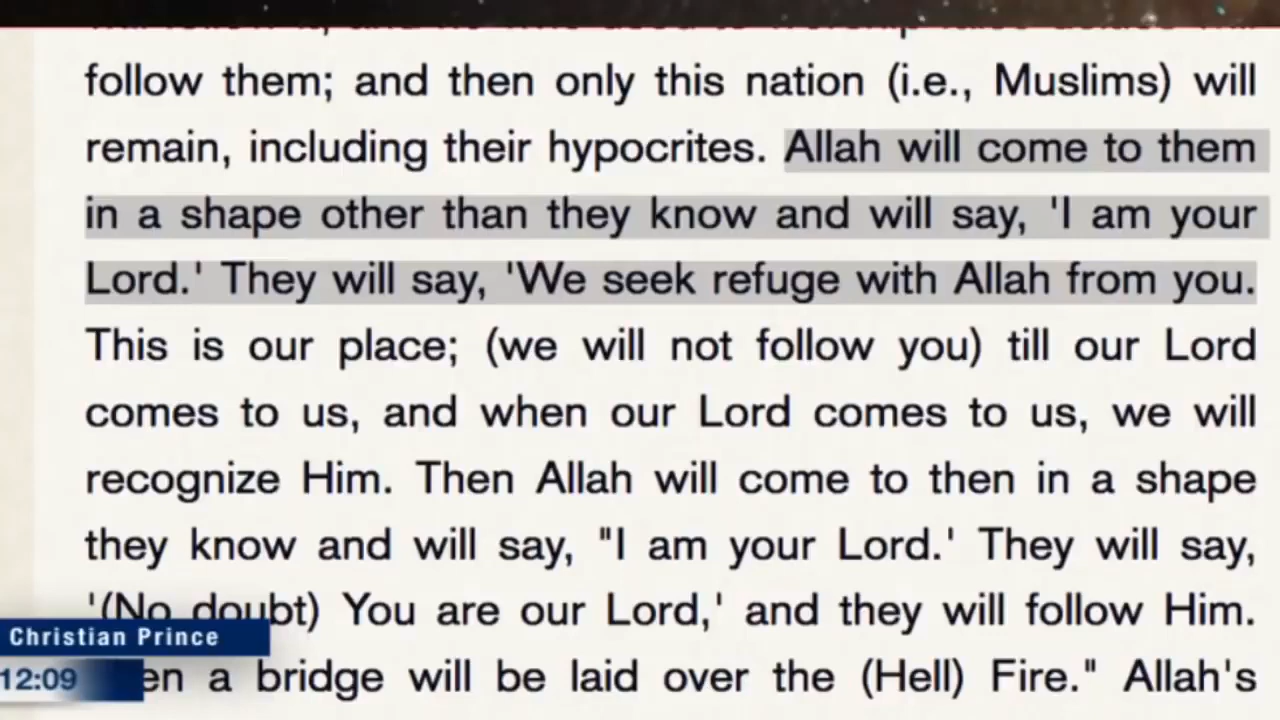 follow them; and then only this nation (i.e., Muslims) will
remain, including their hypocrites. Allah will come to them
in a shape other than they know and will say, 'I am your
Lord.' They will say, 'We seek refuge with Allah from you.
This is our place; (we will not follow you) till our Lord
comes to us, and when our Lord comes to us, we will
recognize Him. Then Allah will come to then in a shape
they know and will say, "I am your Lord.' They will say,
'(No doubt) You are our Lord,' and they will follow Him.
Christian Prince
12:09
en a bridge will be laid over the (Hell) Fire." Allah's